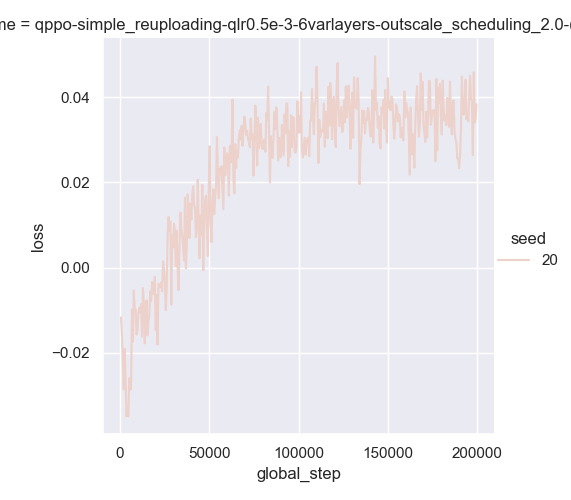 me = qppo-simple_reuploading-qlr0.5e-3-6varlayers-outscale_scheduling_2.0-
0.04
0.02
0.00
−0.02
loss
0
50000
100000
150000
200000
global_step
seed
20